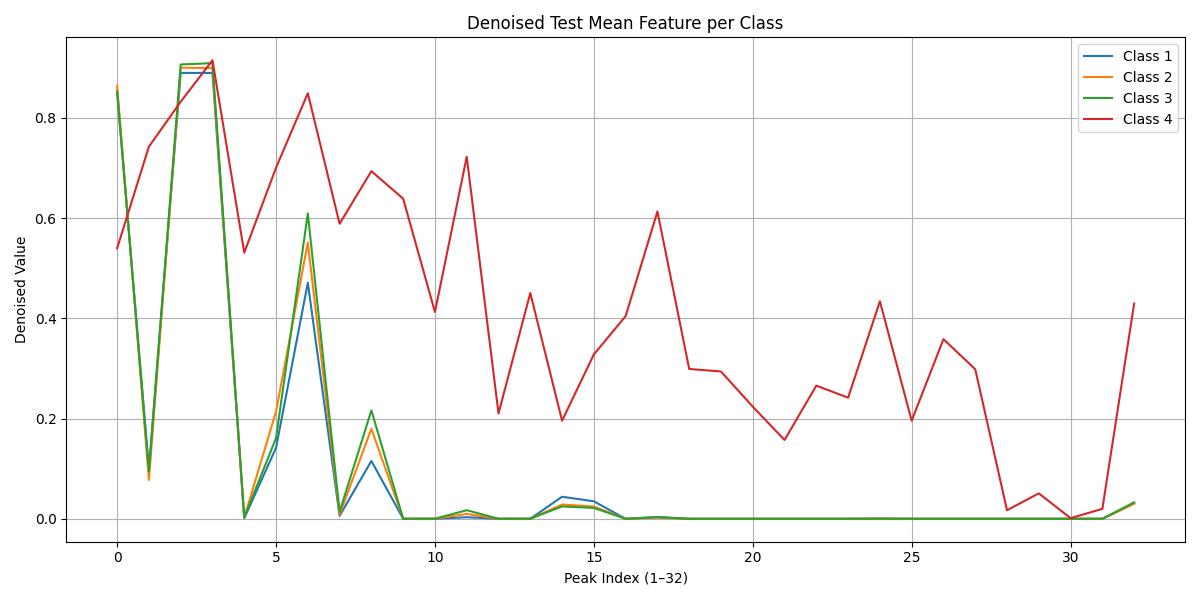 Denoised Test Mean Feature per Class
Class 1
Class 2
Class 3
Class 4
Denoised Value
0.8
0.6
0.4
0.2
0.0
0 5 10 15 20 25 30
Peak Index (1–32)